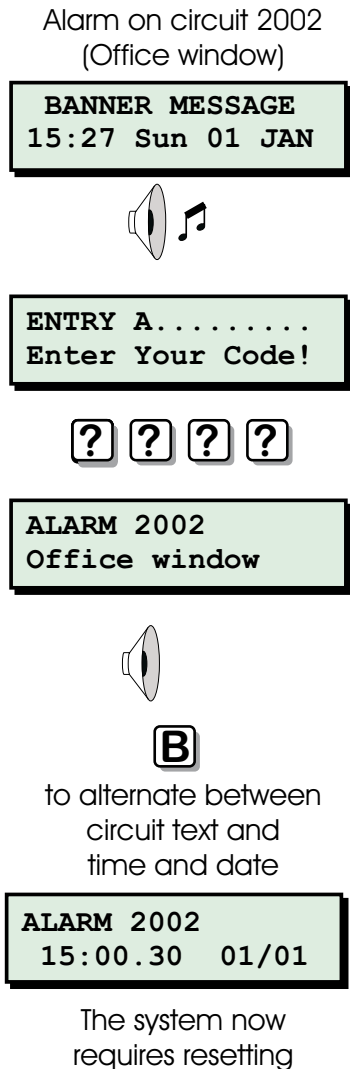 Alarm on circuit 2002
(Office window)
BANNER MESSAGE
15:27 Sun 01 JAN
ENTRY A.........
Enter Your Code!
? ? ? ?
ALARM 2002
Office window
B
to alternate between
circuit text and
time and date
ALARM 2002
15:00.30 01/01
The system now
requires resetting